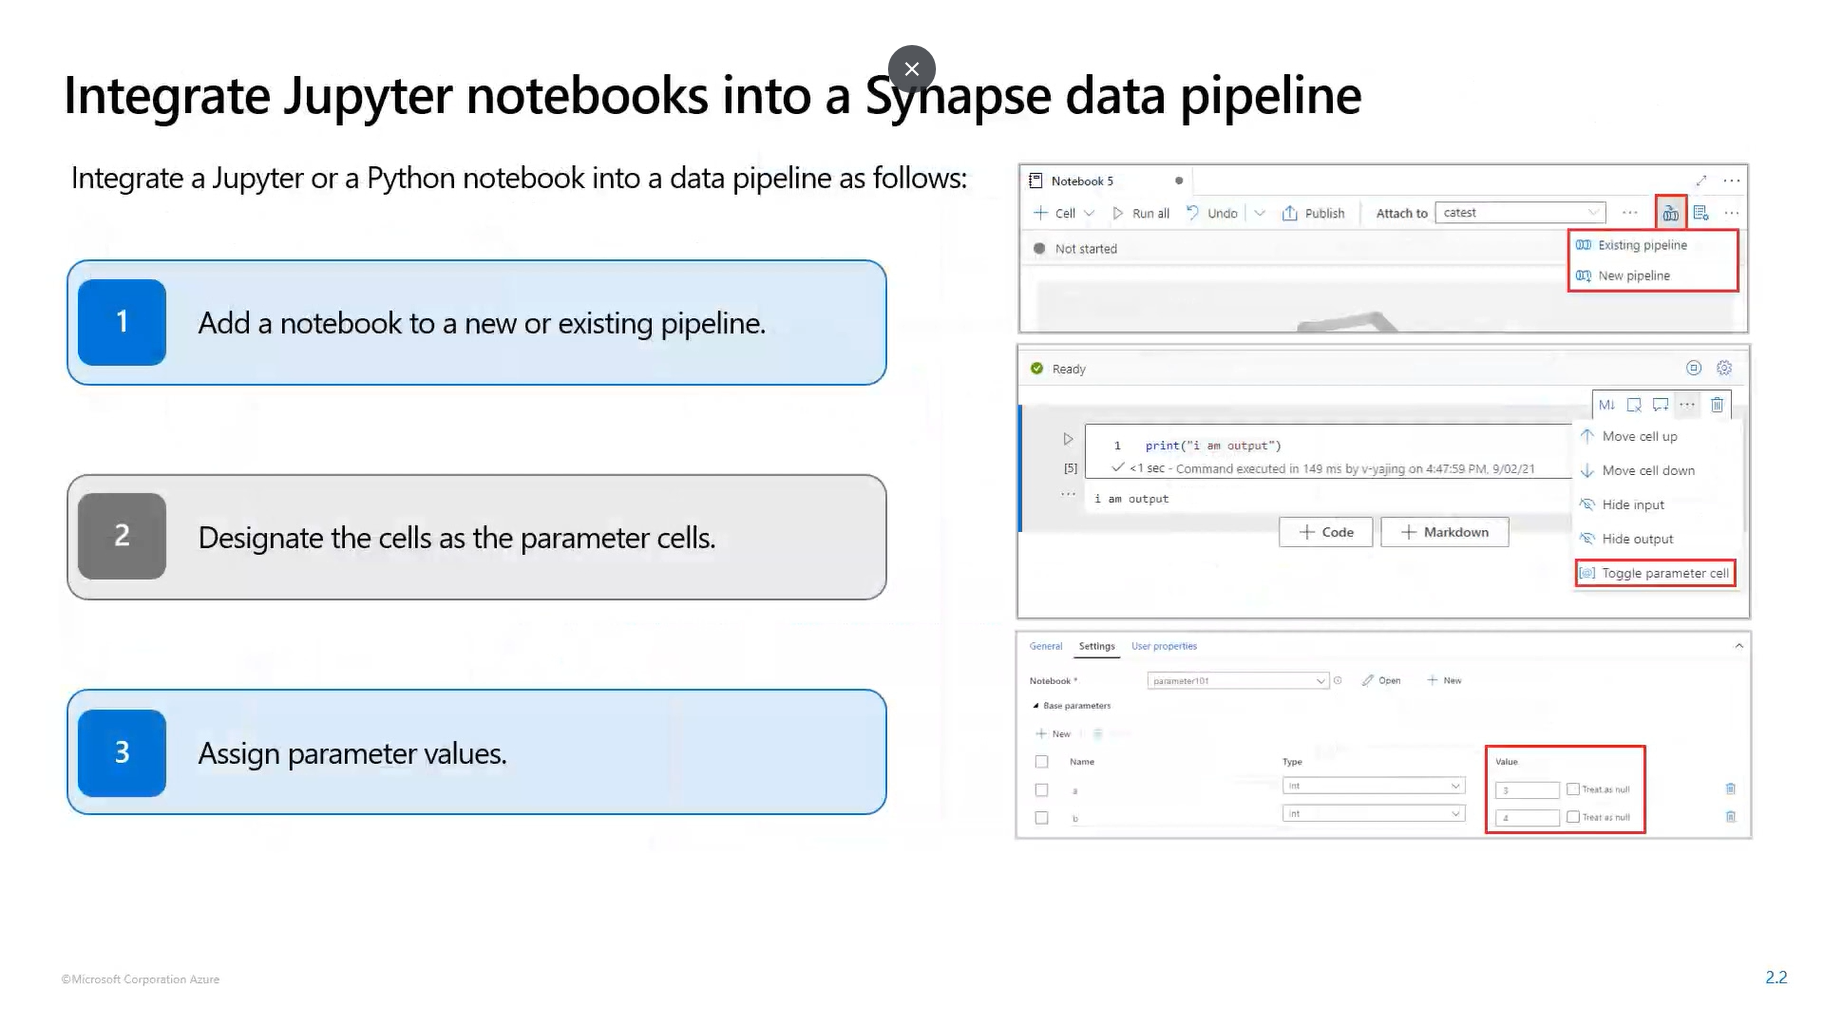 Integrate Jupyter notebooks into a Synapse data pipeline
Integrate a Jupyter or a Python notebook into a data pipeline as follows:
1
Add a notebook to a new or existing pipeline.
2
Designate the cells as the parameter cells.
3
Assign parameter values.
Notebook 5
Cell Run all Undo Publish Attach to catest
Not started
Existing pipeline
New pipeline
Ready
M↓
1 print("i am output")
[5] <1 sec - Command executed in 149 ms by v-yajing on 4:47:59 PM, 9/02/21
i am output
Code Markdown
Move cell up
Move cell down
Hide input
Hide output
[@] Toggle parameter cell
General Settings User properties
Notebook * parameter101 Open New
Base parameters
New
Name Type Value
a int 3 Treat as null
b int 4 Treat as null
©Microsoft Corporation Azure
2.2